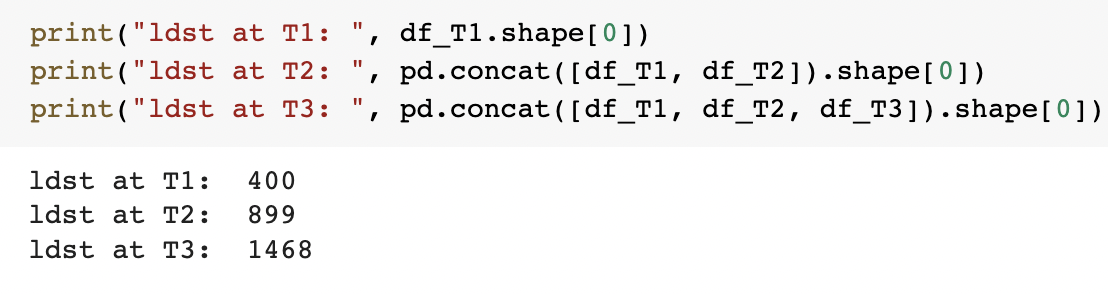 print("ldst at T1: ", df_T1.shape[0])
print("ldst at T2: ", pd.concat([df_T1, df_T2]).shape[0])
print("ldst at T3: ", pd.concat([df_T1, df_T2, df_T3]).shape[0])
ldst at T1:  400
ldst at T2:  899
ldst at T3:  1468